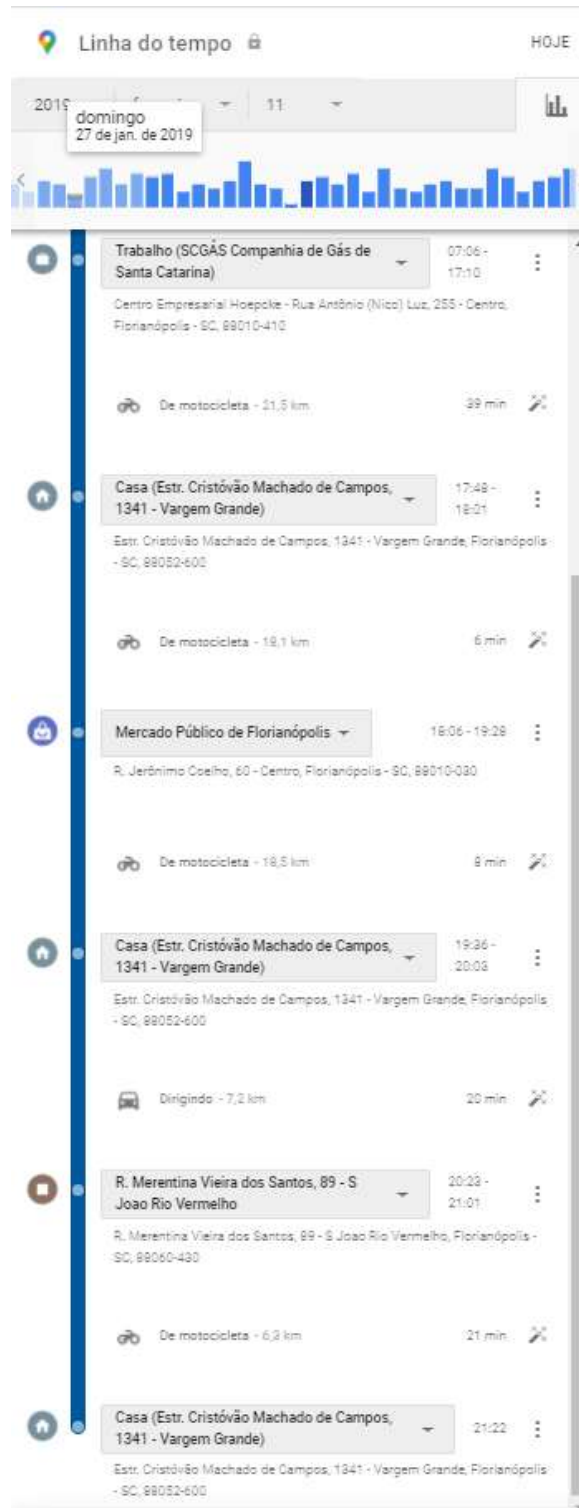 Linha do tempo
HOJE
2019
11
domingo
27 de jan. de 2019
Trabalho (SCGÁS Companhia de Gás de
Santa Catarina)
07:06 -
17:10
Centro Empresarial Hoepcke - Rua Antônio (Nico) Luz, 255 - Centro,
Florianópolis - SC, 88010-410
De motocicleta - 21,5 km
39 min
Casa (Estr. Cristóvão Machado de Campos,
1341 - Vargem Grande)
17:48 -
18:01
Estr. Cristóvão Machado de Campos, 1341 - Vargem Grande, Florianópolis
- SC, 88052-600
De motocicleta - 19,1 km
6 min
Mercado Público de Florianópolis
18:06 - 19:28
R. Jerônimo Coelho, 60 - Centro, Florianópolis - SC, 88010-030
De motocicleta - 18,5 km
8 min
Casa (Estr. Cristóvão Machado de Campos,
1341 - Vargem Grande)
19:36 -
20:03
Estr. Cristóvão Machado de Campos, 1341 - Vargem Grande, Florianópolis
- SC, 88052-600
Dirigindo - 7,2 km
20 min
R. Merentina Vieira dos Santos, 89 - S
Joao Rio Vermelho
20:23 -
21:01
R. Merentina Vieira dos Santos, 89 - S Joao Rio Vermelho, Florianópolis -
SC, 88060-430
De motocicleta - 6,3 km
21 min
Casa (Estr. Cristóvão Machado de Campos,
1341 - Vargem Grande)
21:22
Estr. Cristóvão Machado de Campos, 1341 - Vargem Grande, Florianópolis
- SC, 88052-600